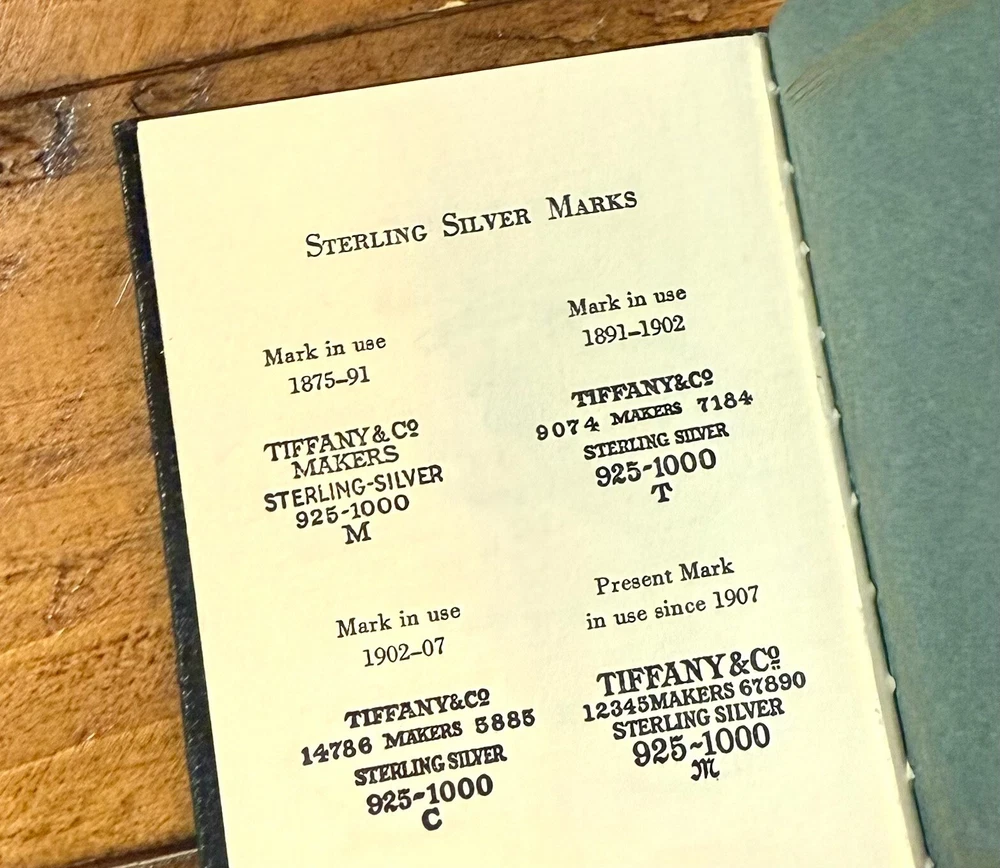 STERLING SILVER MARKS
Mark in use
1875–91
TIFFANY & Cº
MAKERS
STERLING-SILVER
925-1000
M
Mark in use
1891–1902
TIFFANY & Cº
9074 MAKERS 7184
STERLING SILVER
925-1000
T
Mark in use
1902–07
TIFFANY & Cº
14786 MAKERS 5885
STERLING SILVER
925-1000
C
Present Mark
in use since 1907
TIFFANY & Cº
12345 MAKERS 67890
STERLING SILVER
925-1000
M